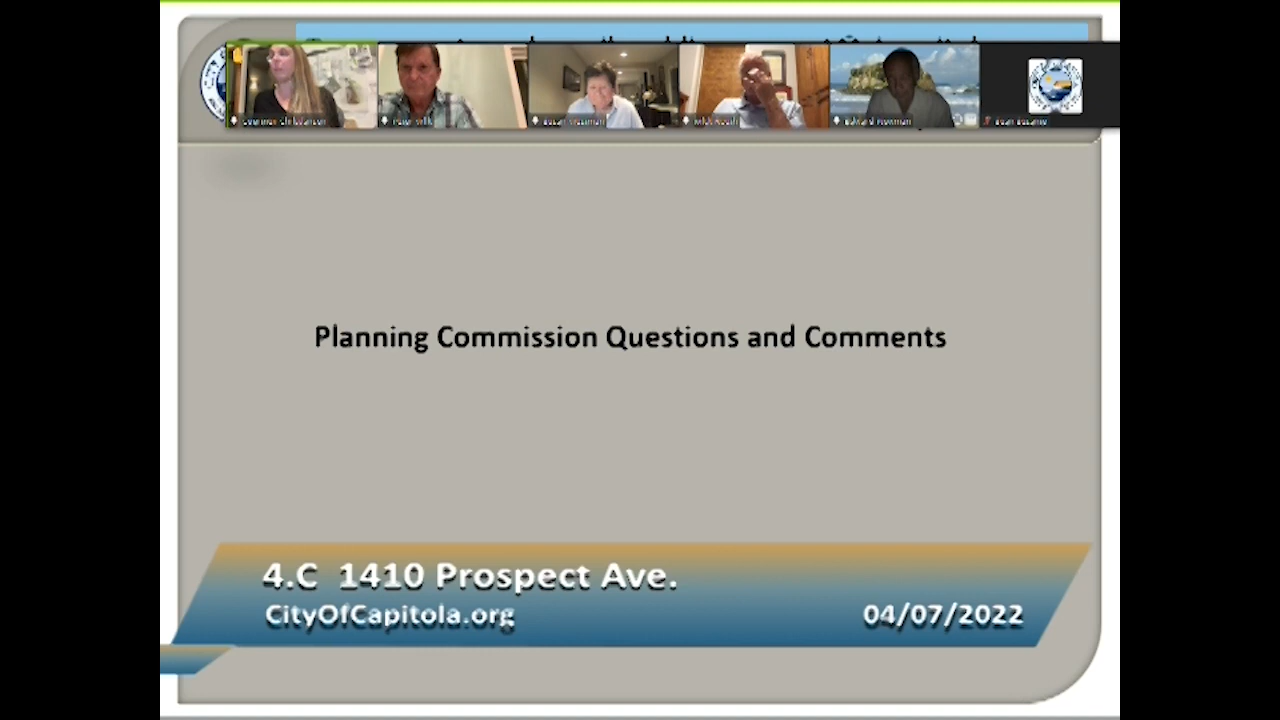 Planning Commission Questions and Comments
4.C 1410 Prospect Ave.
CityOfCapitola.org
04/07/2022